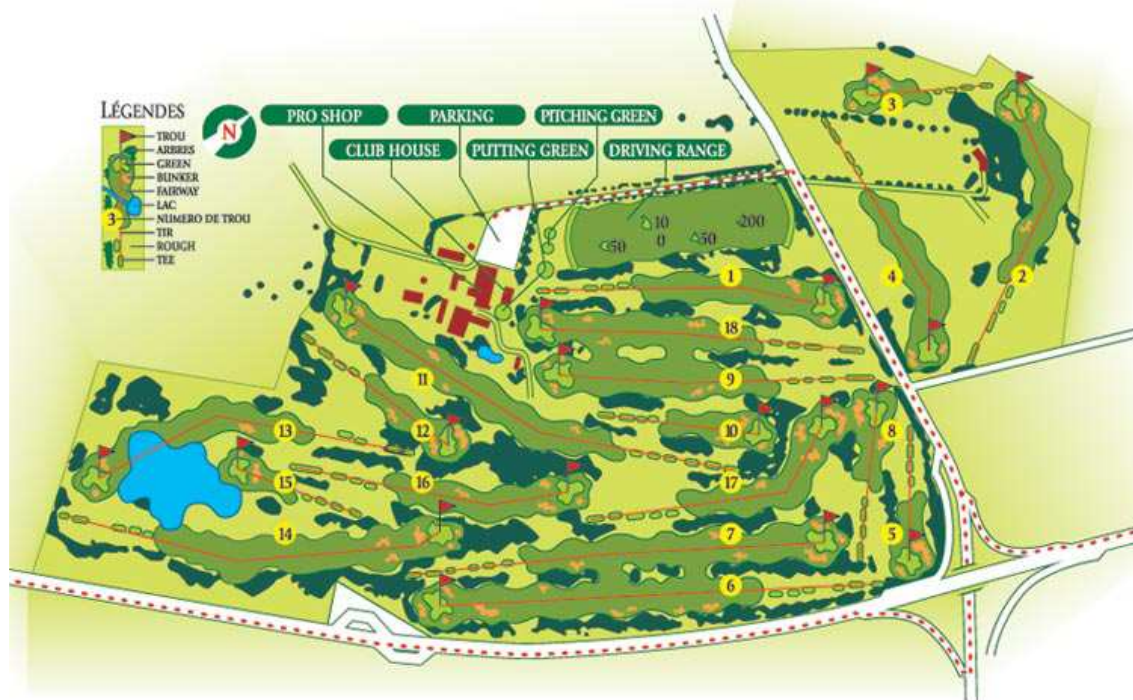 LÉGENDES
TROU
ARBRES
GREEN
BUNKER
FAIRWAY
LAC
3 NUMERO DE TROU
TIR
ROUGH
TEE
N
PRO SHOP
PARKING
PITCHING GREEN
CLUB HOUSE
PUTTING GREEN
DRIVING RANGE
50
10
0
50
200
3
4
2
1
18
9
11
12
10
8
13
15
16
17
14
7
5
6